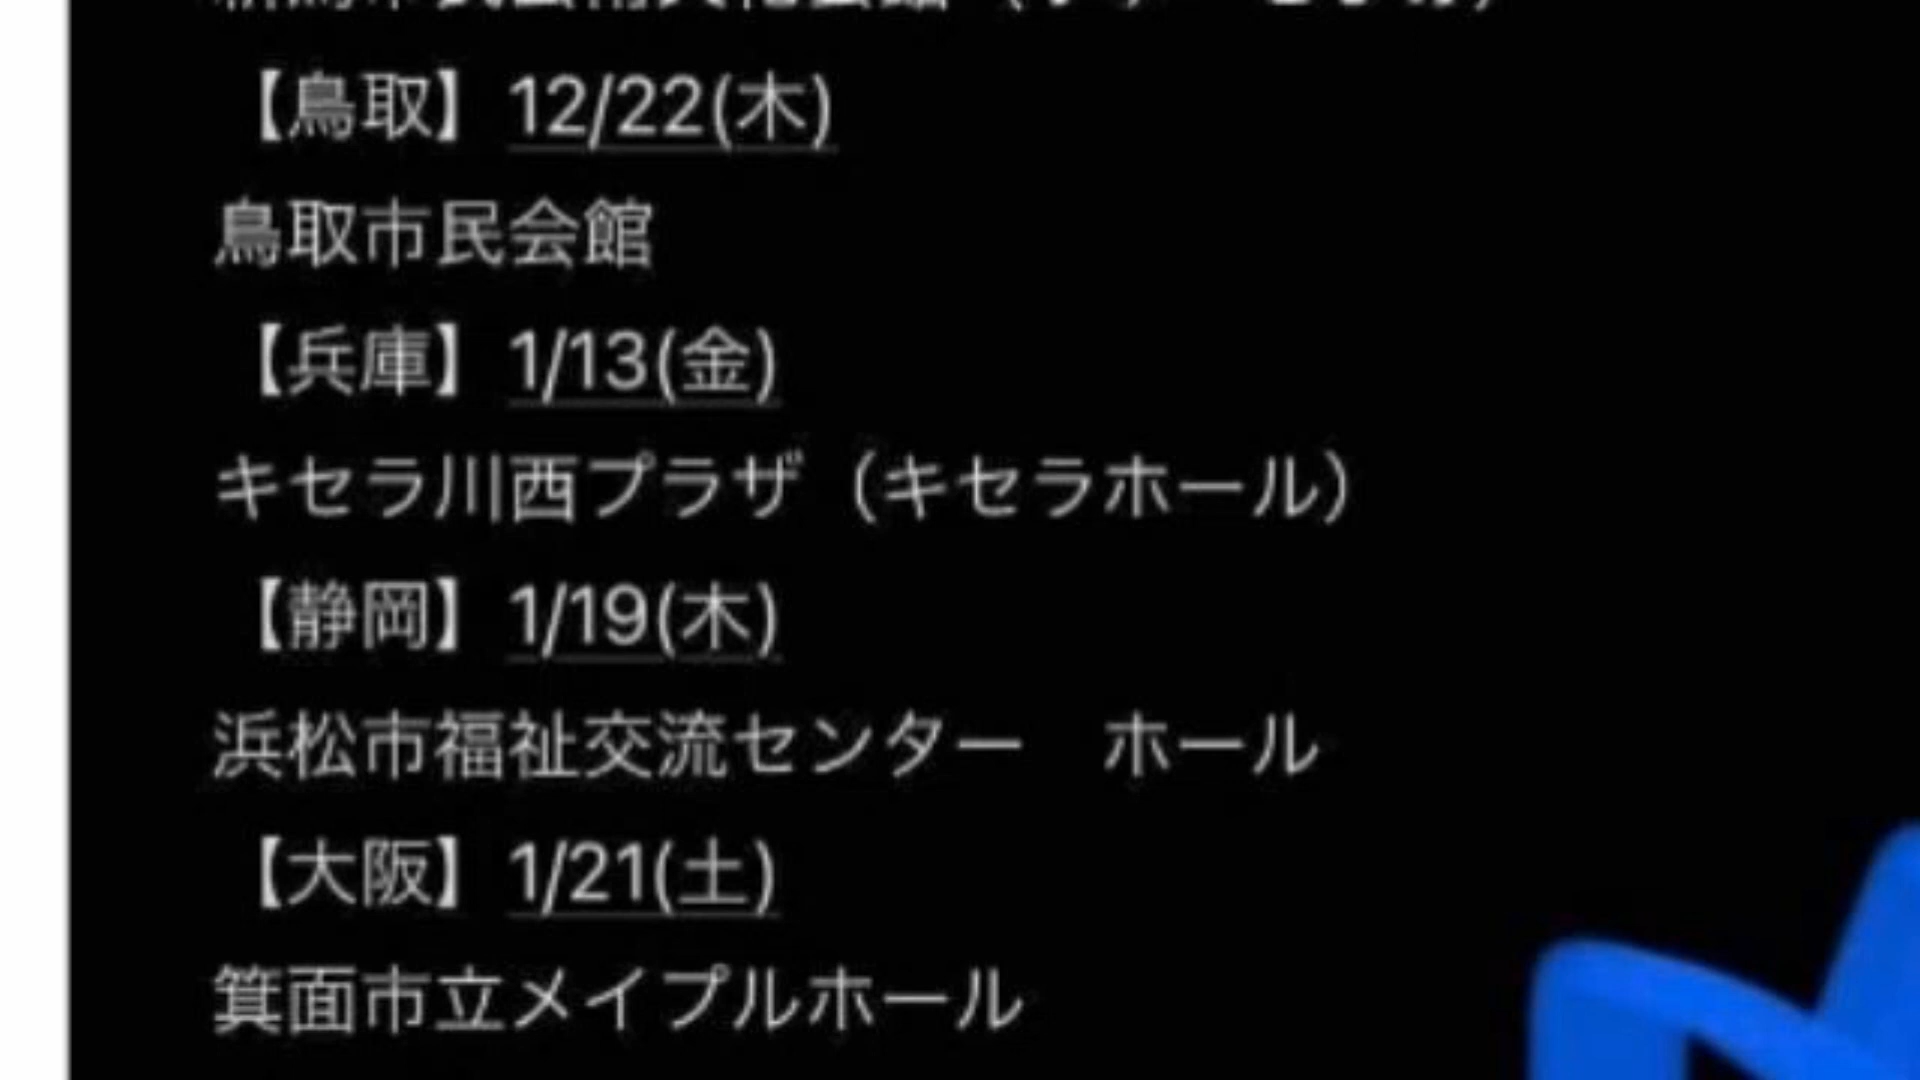 【鳥取】12/22(木)
鳥取市民会館
【兵庫】1/13(金)
キセラ川西プラザ（キセラホール）
【静岡】1/19(木)
浜松市福祉交流センター　ホール
【大阪】1/21(土)
箕面市立メイプルホール